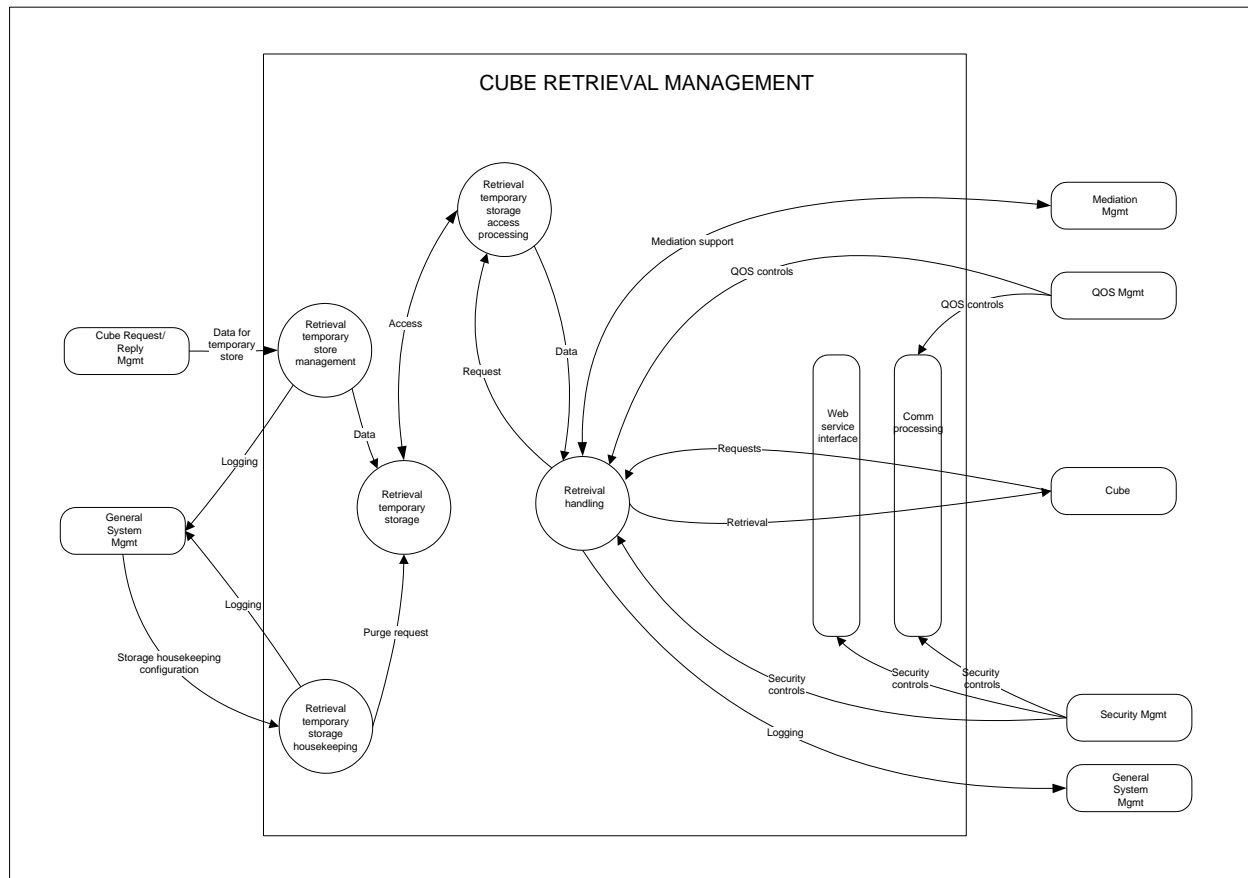 CUBE RETRIEVAL MANAGEMENT
Retrieval
temporary
storage
access
processing
Mediation
Mgmt
Mediation support
QOS controls
QOS Mgmt
QOS controls
Cube Request/
Reply
Mgmt
Data for
temporary
store
Retrieval
temporary
store
management
Access
Data
Request
Web
service
interface
Comm
processing
Data
Requests
Logging
Retrieval
temporary
storage
Retreival
handling
Cube
Retrieval
General
System
Mgmt
Logging
Purge request
Storage housekeeping
configuration
Security
controls
Security
controls
Security
controls
Retrieval
temporary
storage
housekeeping
Security Mgmt
Logging
General
System
Mgmt